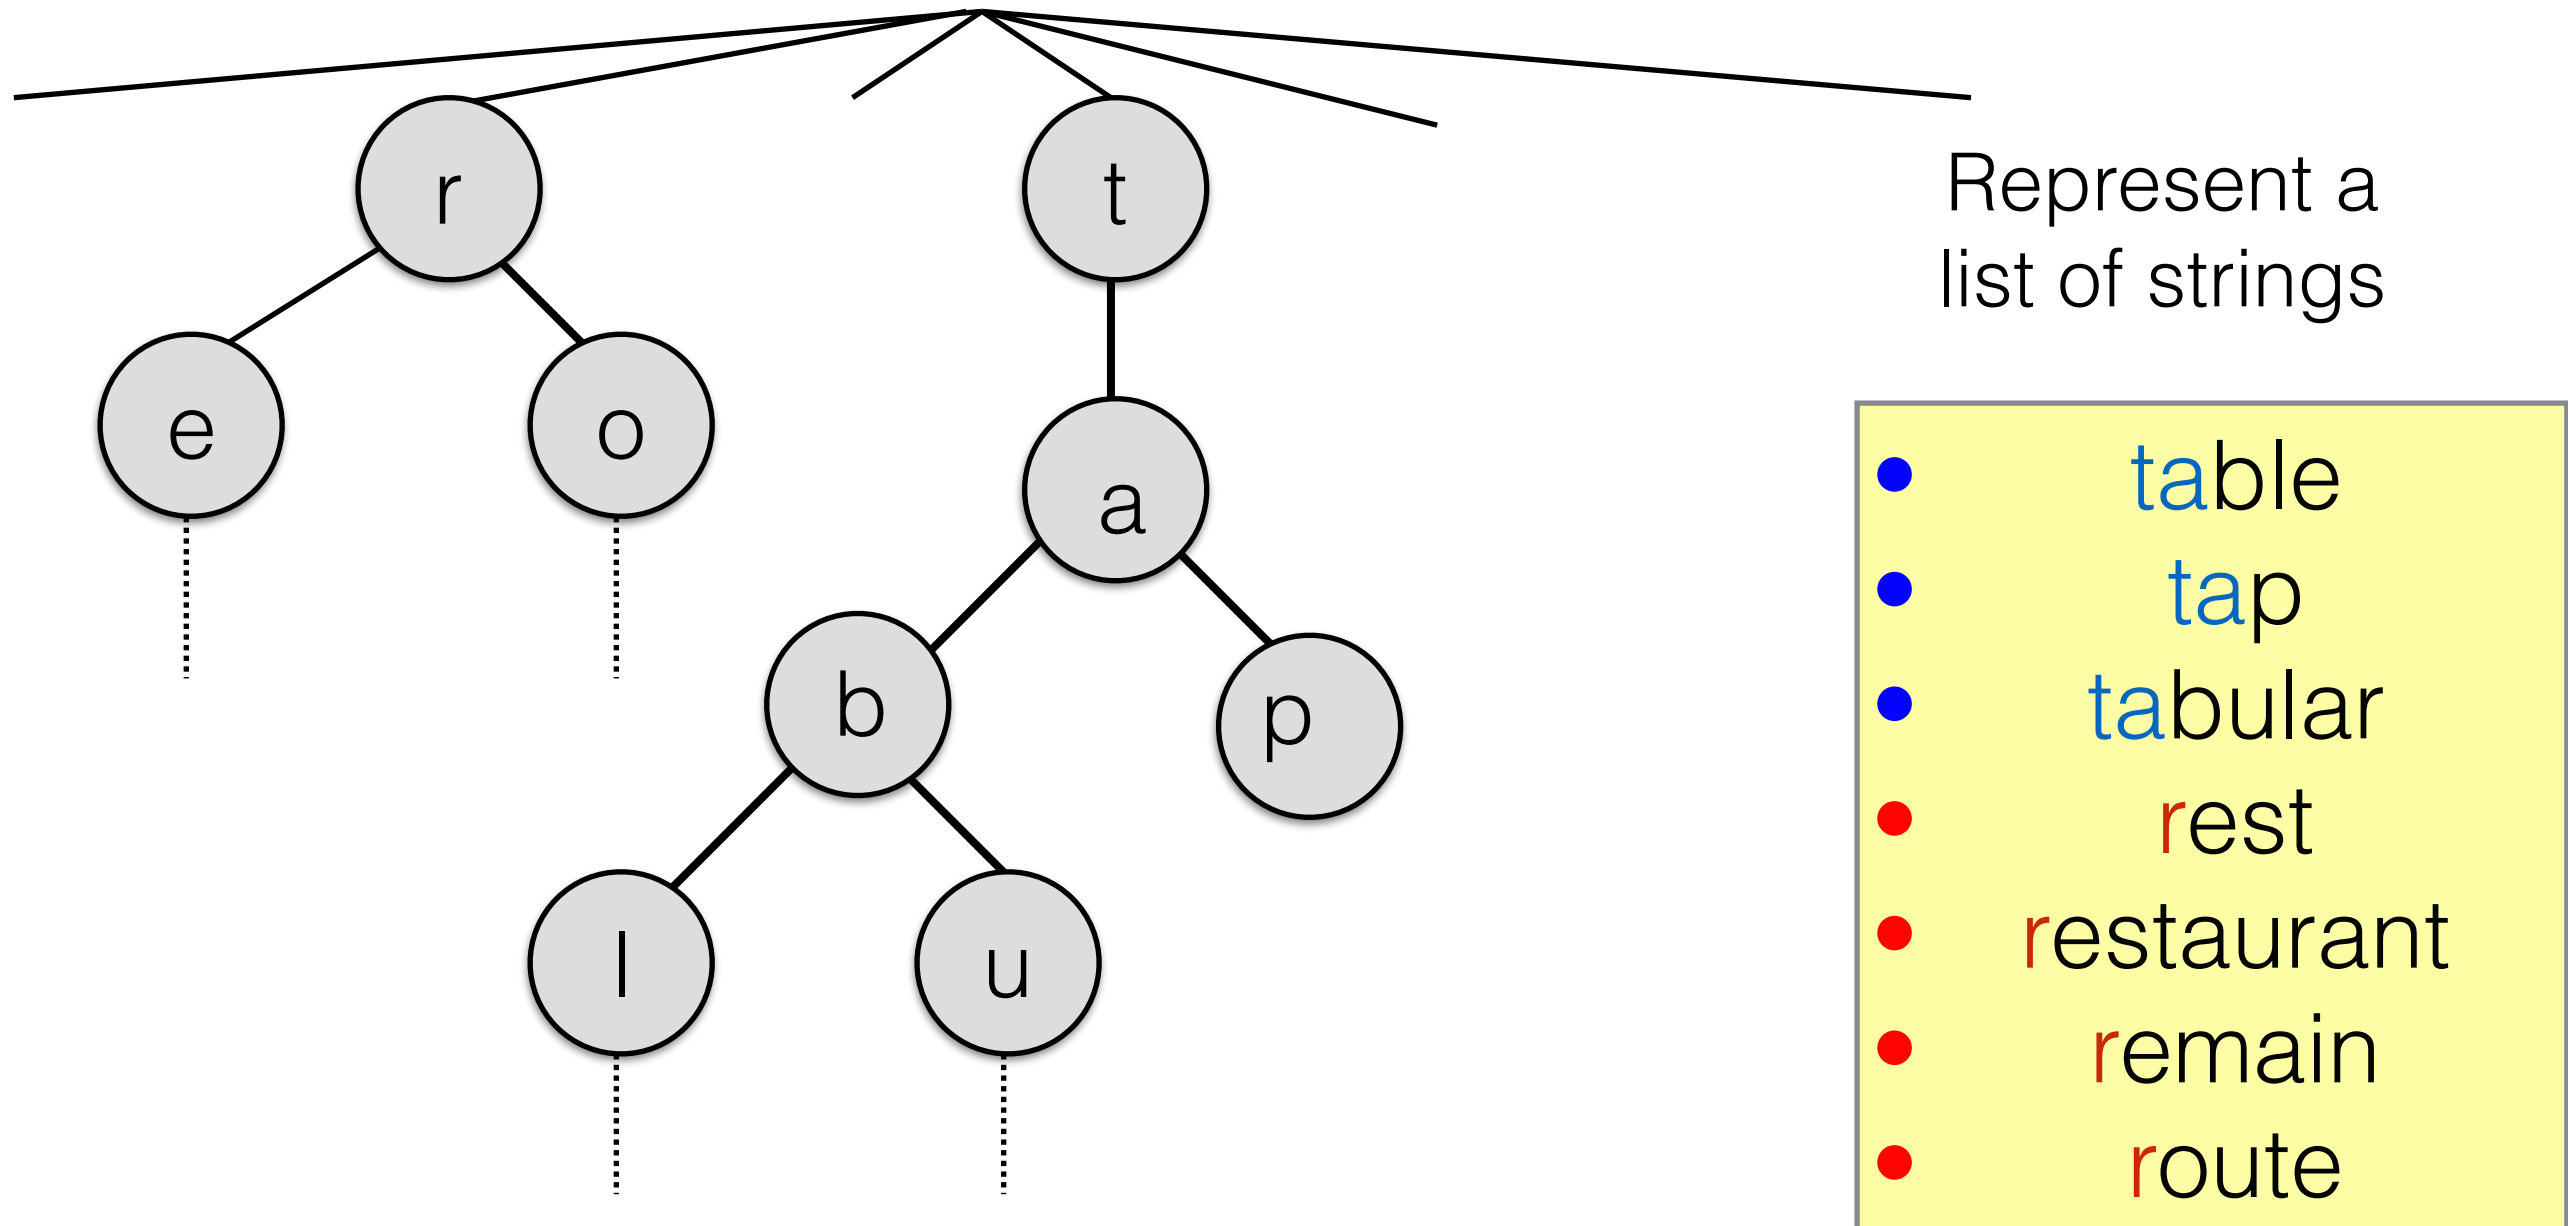 r
t
Represent a
list of strings
e
o
a
b
p
l
u
• table
• tap
• tabular
• rest
• restaurant
• remain
• route